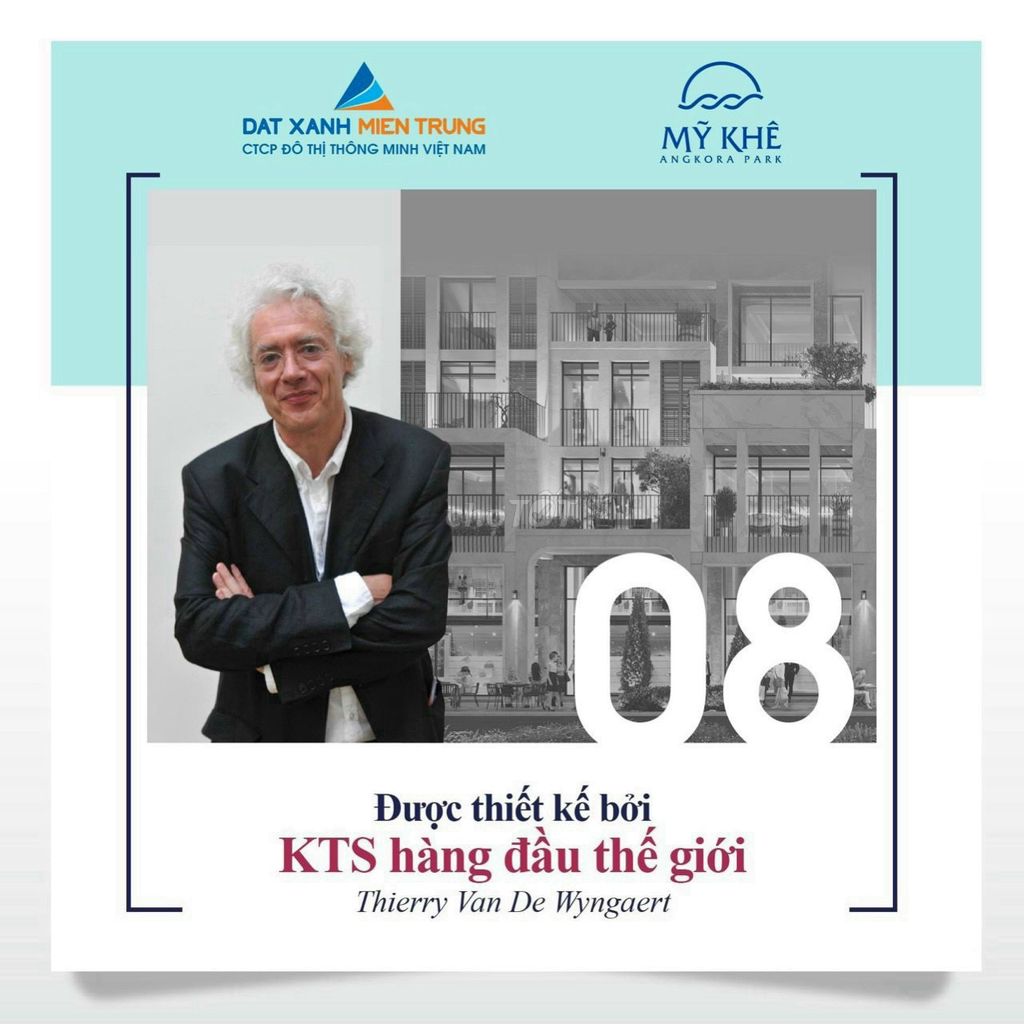 DAT XANH MIEN TRUNG
CTCP ĐÔ THỊ THÔNG MINH VIỆT NAM
MỸ KHÊ
ANGKORA PARK
08
Được thiết kế bởi
KTS hàng đầu thế giới
Thierry Van De Wyngaert